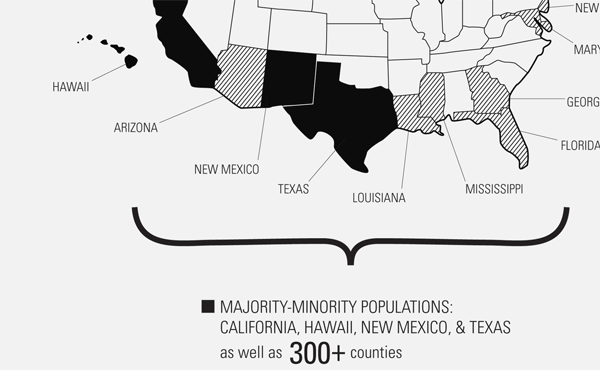 NEW
MARY
HAWAII
GEORG
ARIZONA
FLORIDA
NEW MEXICO
TEXAS
LOUISIANA
MISSISSIPPI
MAJORITY-MINORITY POPULATIONS:
CALIFORNIA, HAWAII, NEW MEXICO, & TEXAS
as well as 300+ counties